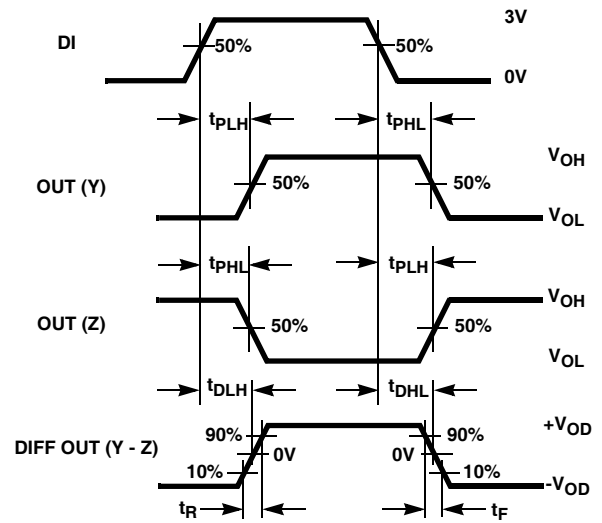 3V
DI 50% 50%
0V
tPLH tPHL
VOH
OUT (Y) 50% 50%
VOL
tPHL tPLH
VOH
OUT (Z) 50% 50%
VOL
tDLH tDHL
90% 90% +VOD
DIFF OUT (Y - Z) 0V 0V
10% 10% -VOD
tR tF